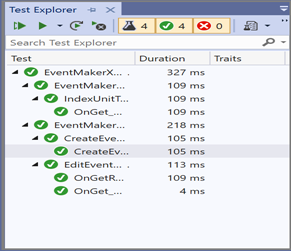 Test Explorer
4 4 0
Search Test Explorer
Test Duration Traits
EventMakerX... . 327 ms
EventMaker... 109 ms
IndexUnitT... 109 ms
OnGet_... 109 ms
EventMaker... 218 ms
CreateEve... 105 ms
CreateEv... 105 ms
EditEvent... 113 ms
OnGetR... 109 ms
OnGet_... 4 ms